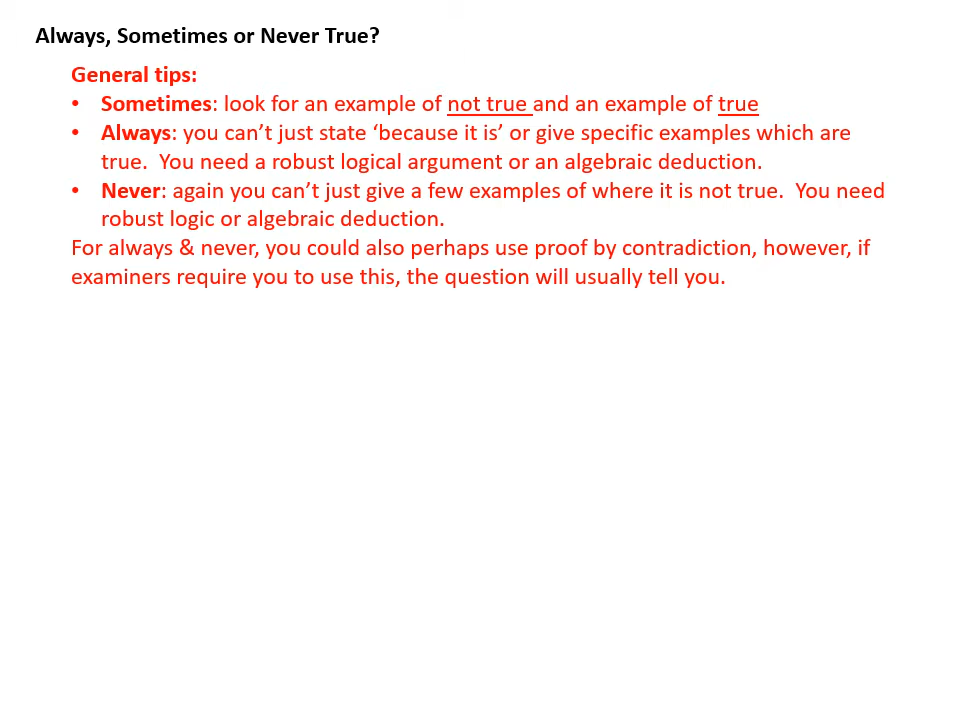 Always, Sometimes or Never True?
General tips:
• Sometimes: look for an example of not true and an example of true
• Always: you can’t just state ‘because it is’ or give specific examples which are
true.  You need a robust logical argument or an algebraic deduction.
• Never: again you can’t just give a few examples of where it is not true.  You need
robust logic or algebraic deduction.
For always & never, you could also perhaps use proof by contradiction, however, if
examiners require you to use this, the question will usually tell you.